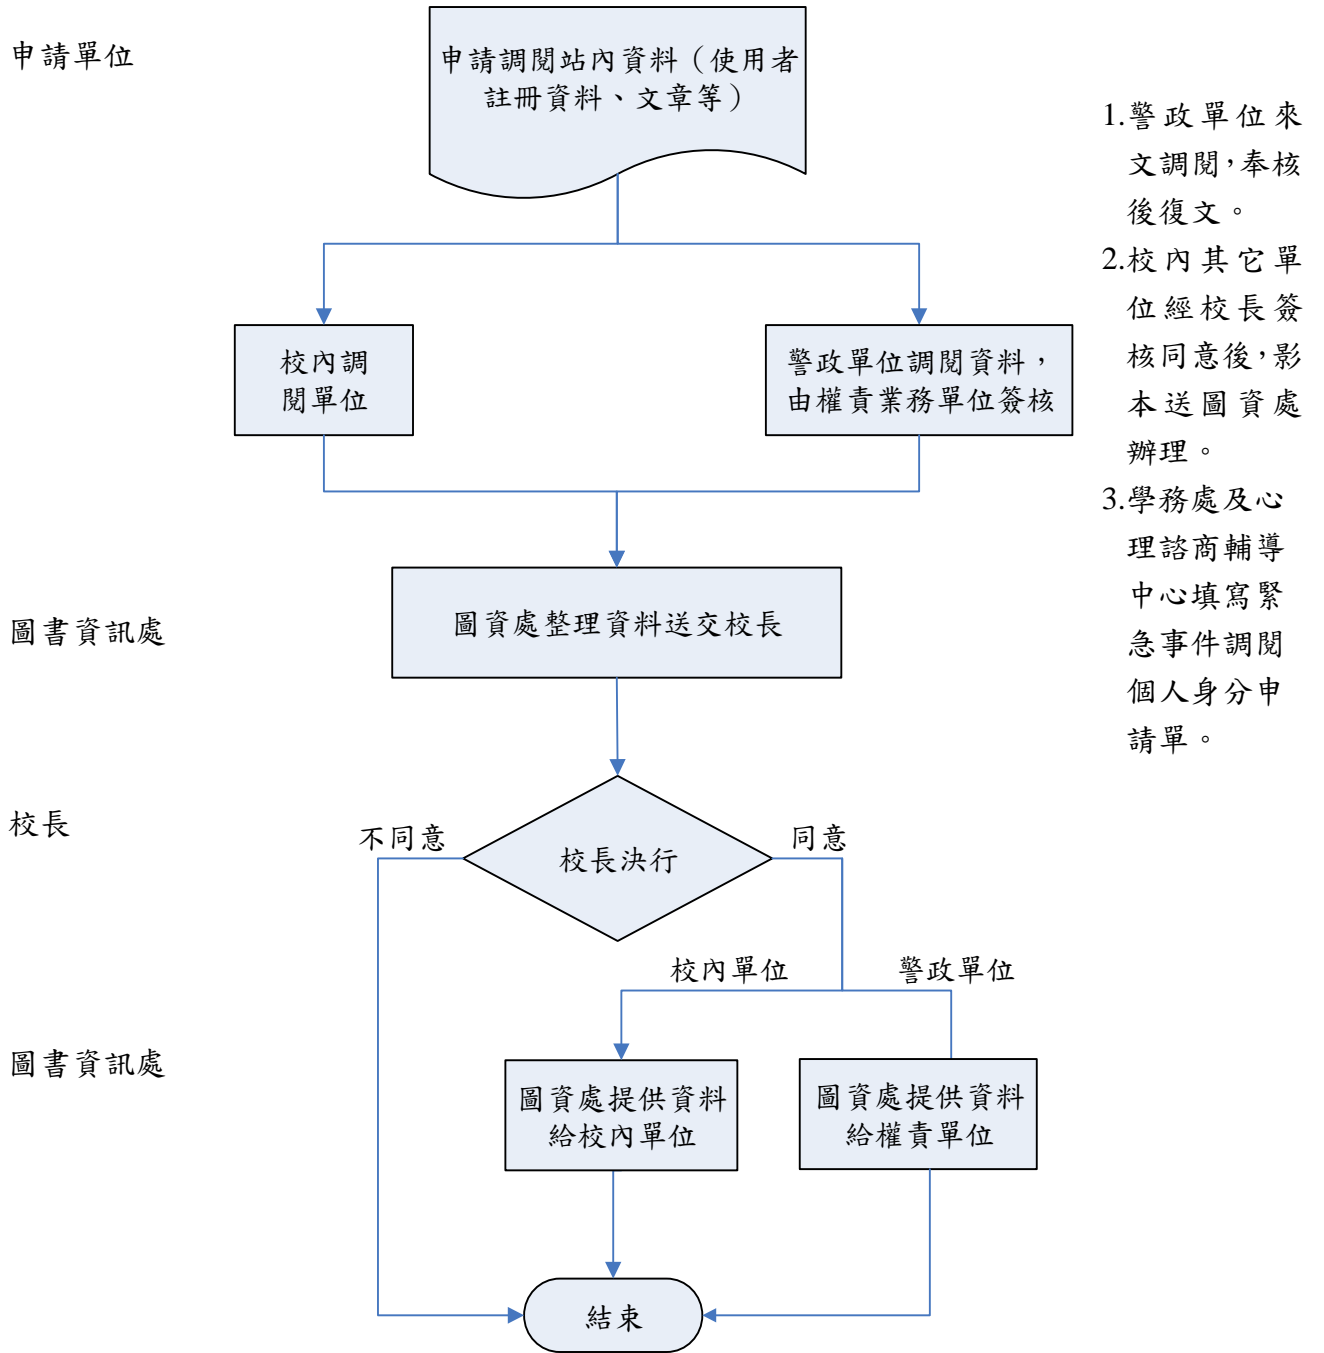 申請單位
申請調閱站內資料（使用者
註冊資料、文章等）
校內調
閱單位
警政單位調閱資料，
由權責業務單位簽核
圖書資訊處
圖資處整理資料送交校長
校長
不同意
校長決行
同意
校內單位
警政單位
圖書資訊處
圖資處提供資料
給校內單位
圖資處提供資料
給權責單位
結束
1.警政單位來
文調閱，奉核
後復文。
2.校內其它單
位經校長簽
核同意後，影
本送圖資處
辦理。
3.學務處及心
理諮商輔導
中心填寫緊
急事件調閱
個人身分申
請單。